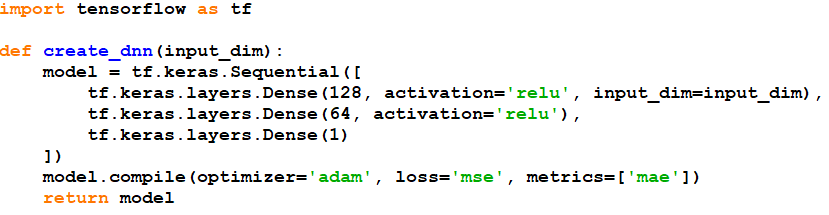 import tensorflow as tf
def create_dnn(input_dim):
    model = tf.keras.Sequential([
        tf.keras.layers.Dense(128, activation='relu', input_dim=input_dim),
        tf.keras.layers.Dense(64, activation='relu'),
        tf.keras.layers.Dense(1)
    ])
    model.compile(optimizer='adam', loss='mse', metrics=['mae'])
    return model